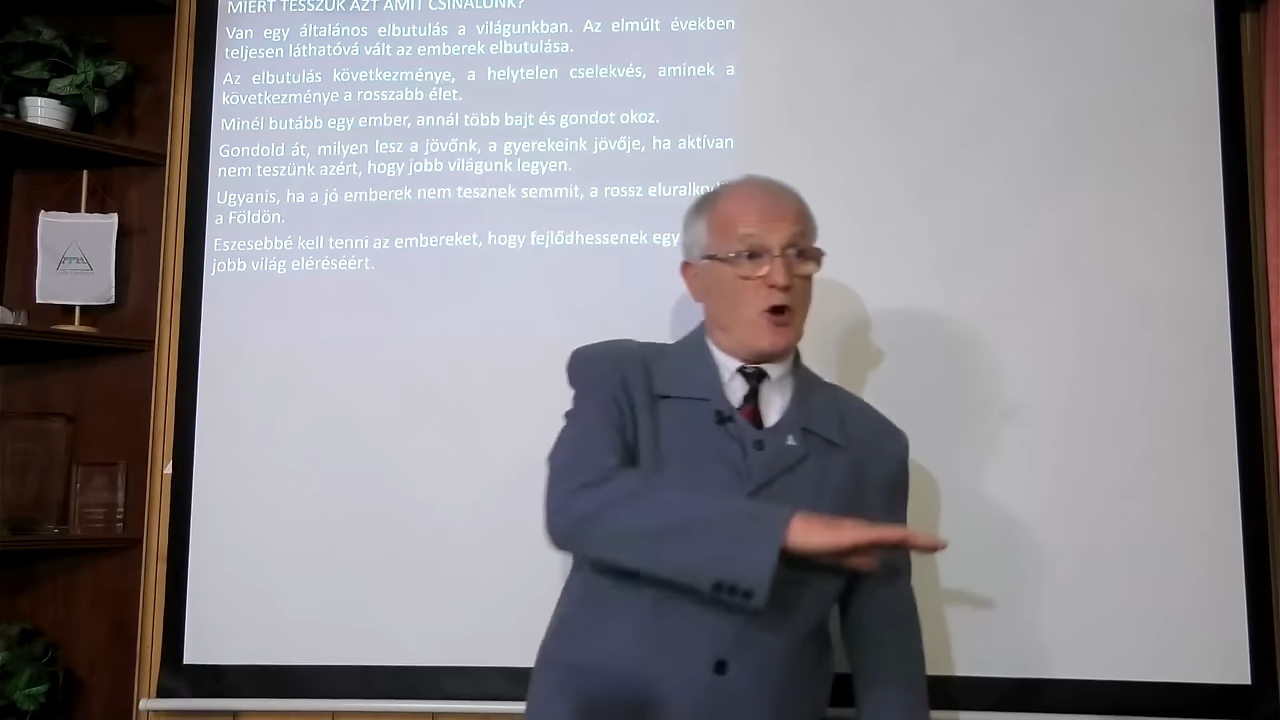 MIÉRT TESSZÜK AZT AMIT CSINÁLUNK?
Van egy általános elbutulás a világunkban. Az elmúlt években
teljesen láthatóvá vált az emberek elbutulása.
Az elbutulás következménye, a helytelen cselekvés, aminek a
következménye a rosszabb élet.
Minél butább egy ember, annál több bajt és gondot okoz.
Gondold át, milyen lesz a jövőnk, a gyerekeink jövője, ha aktívan
nem teszünk azért, hogy jobb világunk legyen.
Ugyanis, ha a jó emberek nem tesznek semmit, a rossz
a Földön.
Eszesebbé kell tenni az embereket, hogy fejlődhessenek egy
jobb világ eléréséért.